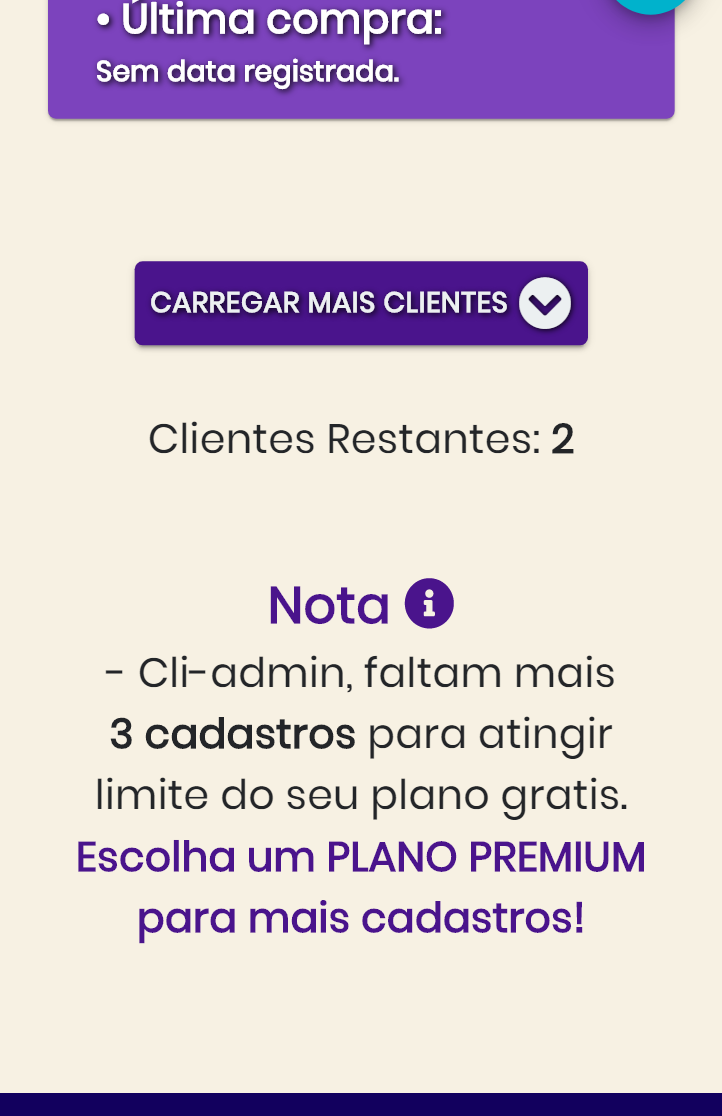 • Última compra:
Sem data registrada.
CARREGAR MAIS CLIENTES
Clientes Restantes: 2
Nota
- Cli-admin, faltam mais
3 cadastros para atingir
limite do seu plano gratis.
Escolha um PLANO PREMIUM
para mais cadastros!